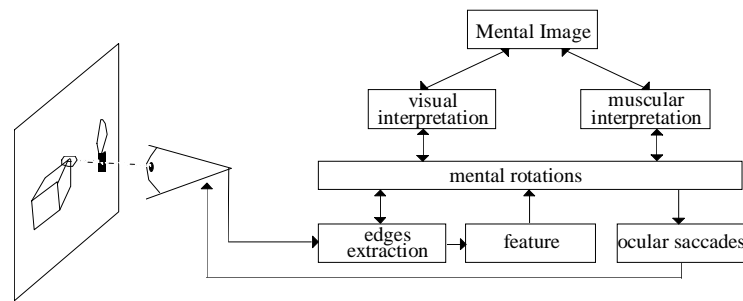 Mental Image
visual
interpretation
muscular
interpretation
mental rotations
edges
extraction
feature
ocular saccades